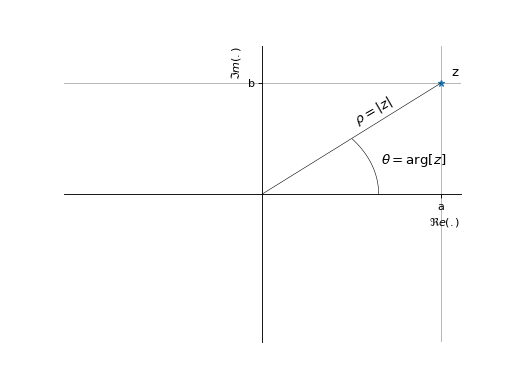 ℑm(.)
z
b
ρ = |z|
θ = arg[z]
a
ℜe(.)